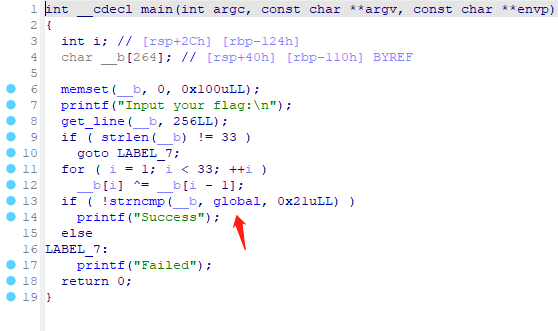 1 int __cdecl main(int argc, const char **argv, const char **envp)
2 {
3 int i; // [rsp+2Ch] [rbp-124h]
4 char __b[264]; // [rsp+40h] [rbp-110h] BYREF
5
6 memset(__b, 0, 0x100uLL);
7 printf("Input your flag:\n");
8 get_line(__b, 256LL);
9 if ( strlen(__b) != 33 )
10 goto LABEL_7;
11 for ( i = 1; i < 33; ++i )
12 __b[i] ^= __b[i - 1];
13 if ( !strncmp(__b, global, 0x21uLL) )
14 printf("Success");
15 else
16 LABEL_7:
17 printf("Failed");
18 return 0;
19 }